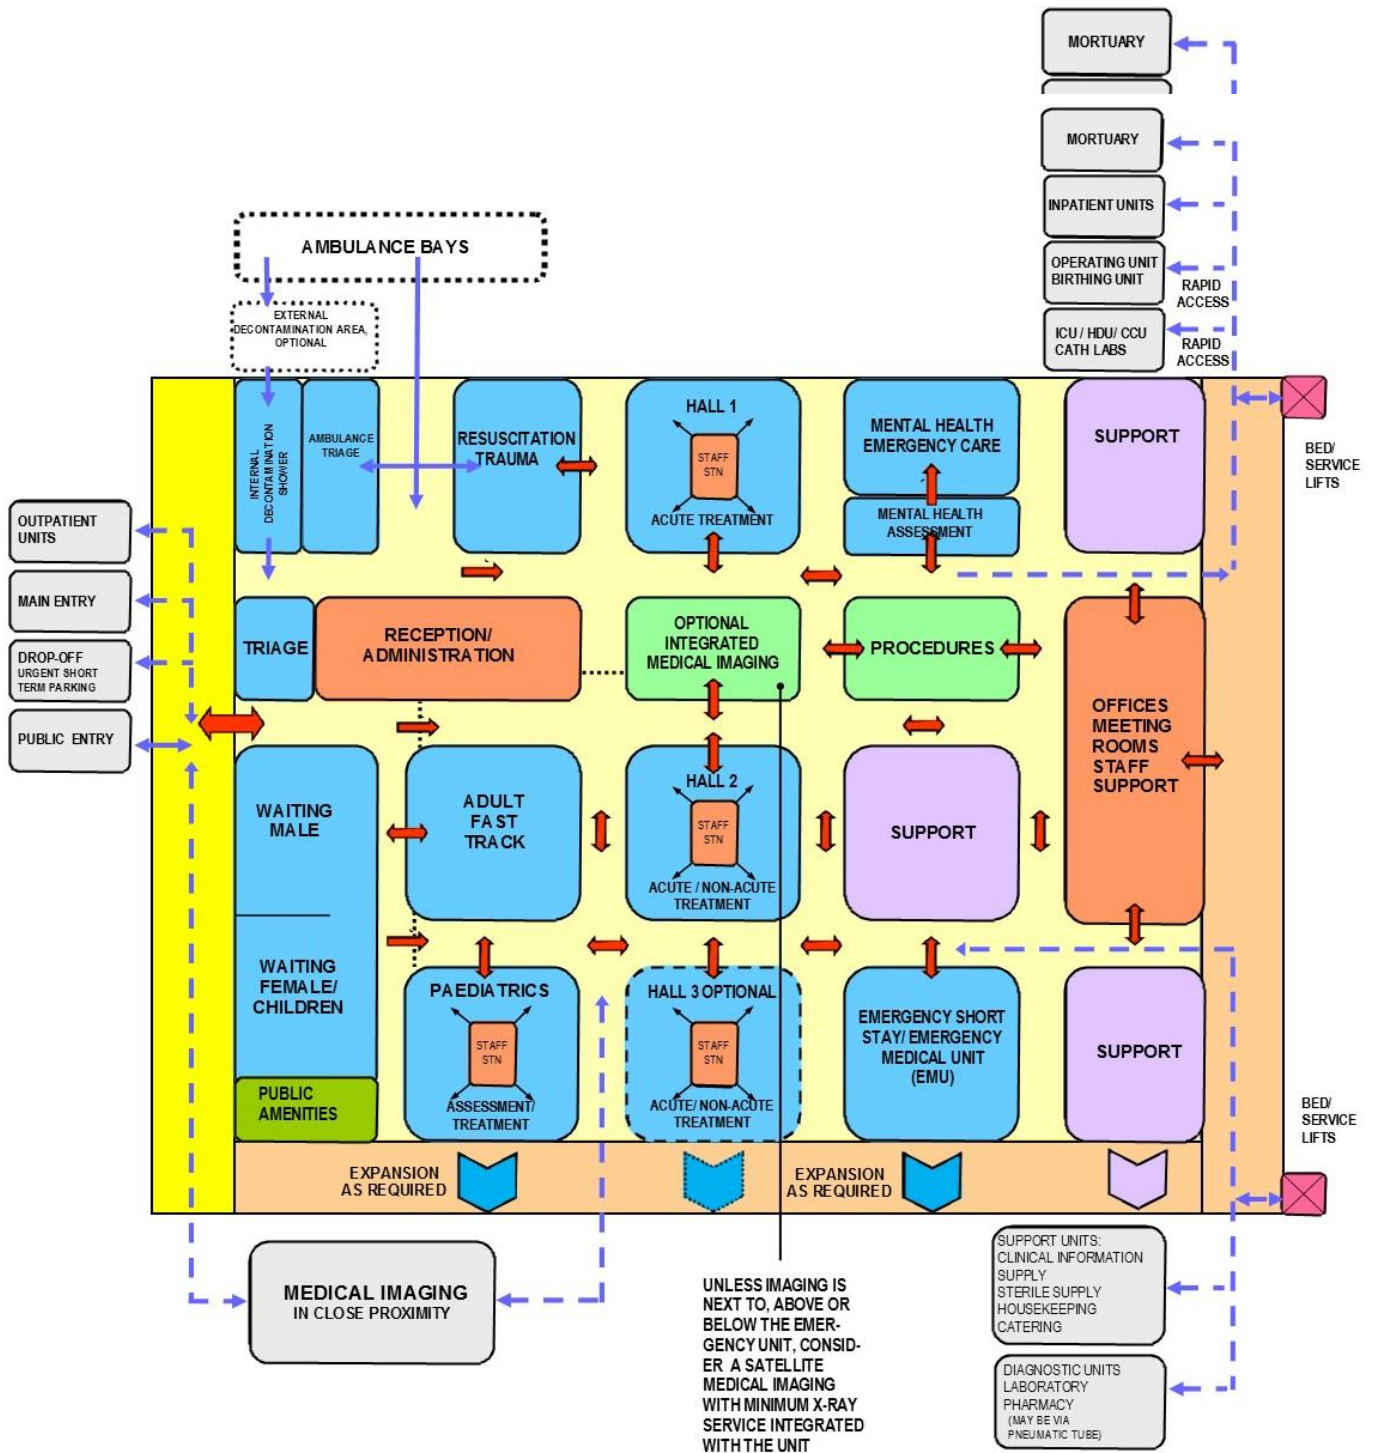 MORTUARY
MORTUARY
INPATIENT UNITS
OPERATING UNIT
BIRTHING UNIT
RAPID
ACCESS
ICU / HDU/ CCU
CATH LABS
RAPID
ACCESS
AMBULANCE BAYS
EXTERNAL
DECONTAMINATION AREA,
OPTIONAL
INTERNAL
DECONTAMINATION
SHOWER
AMBULANCE
TRIAGE
RESUSCITATION
TRAUMA
HALL 1
STAFF
STN
ACUTE TREATMENT
MENTAL HEALTH
EMERGENCY CARE
MENTAL HEALTH
ASSESSMENT
SUPPORT
BED/
SERVICE
LIFTS
OUTPATIENT
UNITS
MAIN ENTRY
DROP-OFF
URGENT SHORT
TERM PARKING
PUBLIC ENTRY
TRIAGE
RECEPTION/
ADMINISTRATION
OPTIONAL
INTEGRATED
MEDICAL IMAGING
PROCEDURES
OFFICES
MEETING
ROOMS
STAFF
SUPPORT
WAITING
MALE
ADULT
FAST
TRACK
HALL 2
STAFF
STN
ACUTE / NON-ACUTE
TREATMENT
SUPPORT
WAITING
FEMALE/
CHILDREN
PAEDIATRICS
STAFF
STN
ASSESSMENT/
TREATMENT
HALL 3 OPTIONAL
STAFF
STN
ACUTE/ NON-ACUTE
TREATMENT
EMERGENCY SHORT
STAY/ EMERGENCY
MEDICAL UNIT
(EMU)
SUPPORT
PUBLIC
AMENITIES
BED/
SERVICE
LIFTS
EXPANSION
AS REQUIRED
EXPANSION
AS REQUIRED
MEDICAL IMAGING
IN CLOSE PROXIMITY
UNLESS IMAGING IS
NEXT TO, ABOVE OR
BELOW THE EMER-
GENCY UNIT, CONSID-
ER A SATELLITE
MEDICAL IMAGING
WITH MINIMUM X-RAY
SERVICE INTEGRATED
WITH THE UNIT
SUPPORT UNITS:
CLINICAL INFORMATION
SUPPLY
STERILE SUPPLY
HOUSEKEEPING
CATERING
DIAGNOSTIC UNITS
LABORATORY
PHARMACY
(MAY BE VIA
PNEUMATIC TUBE)